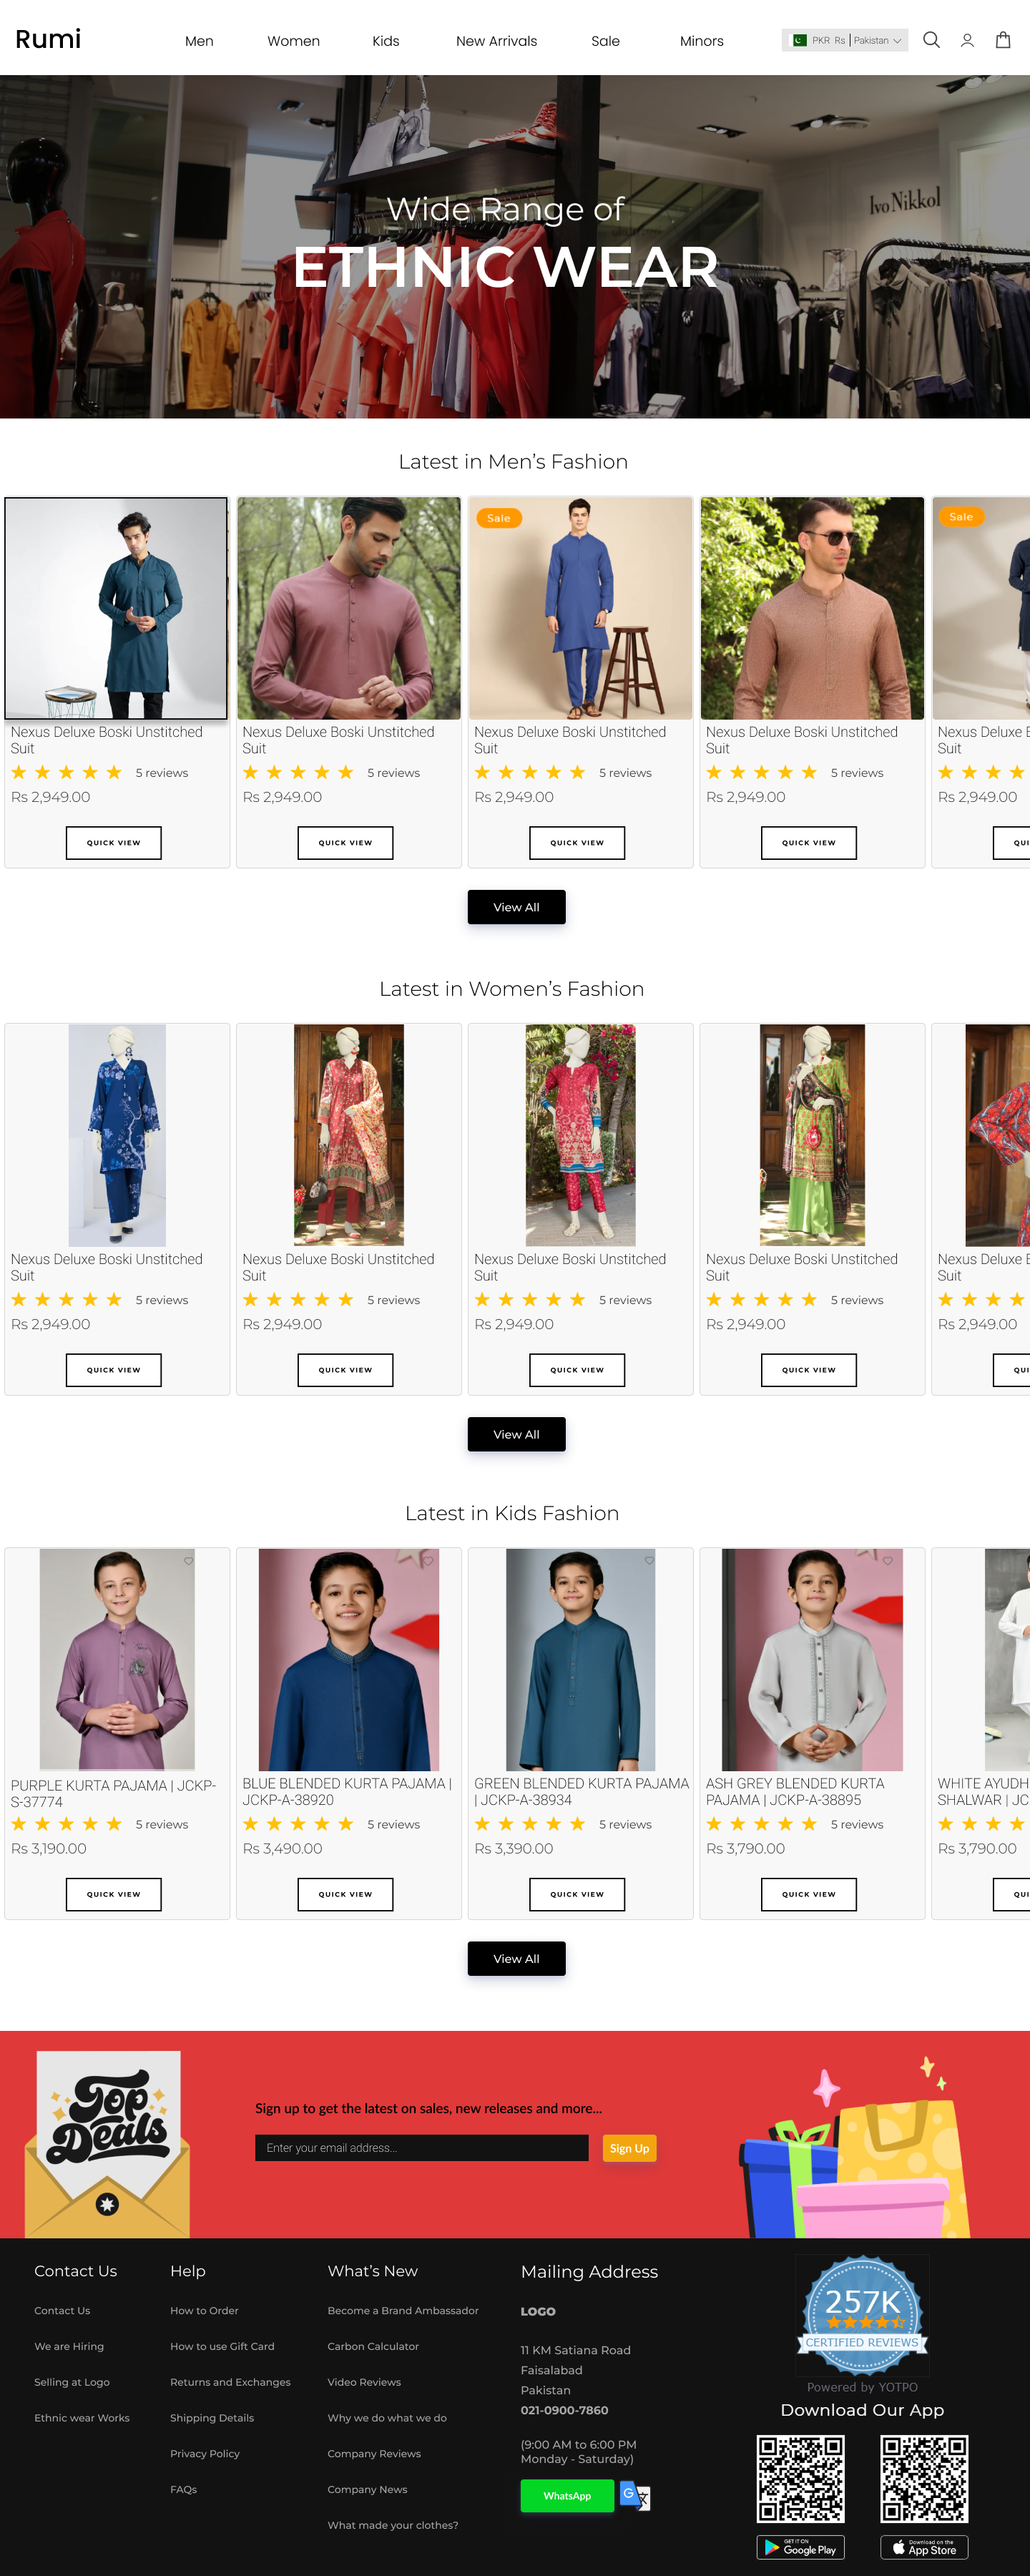 Rumi
Men
Women
Kids
New Arrivals
Sale
Minors
PKR Rs | Pakistan
Wide Range of
ETHNIC WEAR
Ivo Nikkol
Latest in Men’s Fashion
Sale
Sale
Nexus Deluxe Boski Unstitched
Suit
5 reviews
Rs 2,949.00
QUICK VIEW
Nexus Deluxe Boski Unstitched
Suit
5 reviews
Rs 2,949.00
QUICK VIEW
Nexus Deluxe Boski Unstitched
Suit
5 reviews
Rs 2,949.00
QUICK VIEW
Nexus Deluxe Boski Unstitched
Suit
5 reviews
Rs 2,949.00
QUICK VIEW
Nexus Deluxe
Suit
Rs 2,949.00
QUI
View All
Latest in Women’s Fashion
Nexus Deluxe Boski Unstitched
Suit
5 reviews
Rs 2,949.00
QUICK VIEW
Nexus Deluxe Boski Unstitched
Suit
5 reviews
Rs 2,949.00
QUICK VIEW
Nexus Deluxe Boski Unstitched
Suit
5 reviews
Rs 2,949.00
QUICK VIEW
Nexus Deluxe Boski Unstitched
Suit
5 reviews
Rs 2,949.00
QUICK VIEW
Nexus Deluxe
Suit
Rs 2,949.00
QUI
View All
Latest in Kids Fashion
PURPLE KURTA PAJAMA | JCKP-
S-37774
5 reviews
Rs 3,190.00
QUICK VIEW
BLUE BLENDED KURTA PAJAMA |
JCKP-A-38920
5 reviews
Rs 3,490.00
QUICK VIEW
GREEN BLENDED KURTA PAJAMA
| JCKP-A-38934
5 reviews
Rs 3,390.00
QUICK VIEW
ASH GREY BLENDED KURTA
PAJAMA | JCKP-A-38895
5 reviews
Rs 3,790.00
QUICK VIEW
WHITE AYUDH
SHALWAR | JC
Rs 3,790.00
QUI
View All
Top
Deals
Sign up to get the latest on sales, new releases and more...
Enter your email address...
Sign Up
Contact Us
Contact Us
We are Hiring
Selling at Logo
Ethnic wear Works
Help
How to Order
How to use Gift Card
Returns and Exchanges
Shipping Details
Privacy Policy
FAQs
What’s New
Become a Brand Ambassador
Carbon Calculator
Video Reviews
Why we do what we do
Company Reviews
Company News
What made your clothes?
Mailing Address
LOGO
11 KM Satiana Road
Faisalabad
Pakistan
021-0900-7860
(9:00 AM to 6:00 PM
Monday - Saturday)
WhatsApp
G 文
257K
CERTIFIED REVIEWS
Powered by YOTPO
Download Our App
GET IT ON
Google Play
Download on the
App Store